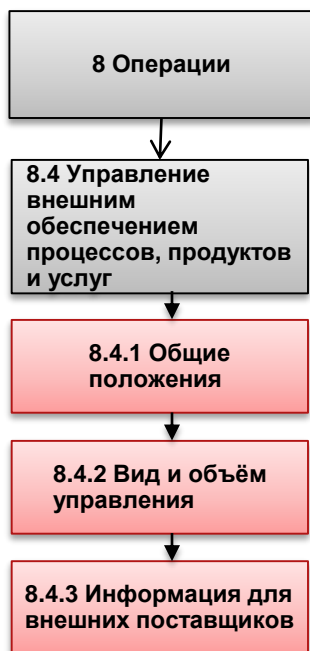 8 Операции
8.4 Управление
внешним
обеспечением
процессов, продуктов
и услуг
8.4.1 Общие
положения
8.4.2 Вид и объём
управления
8.4.3 Информация для
внешних поставщиков